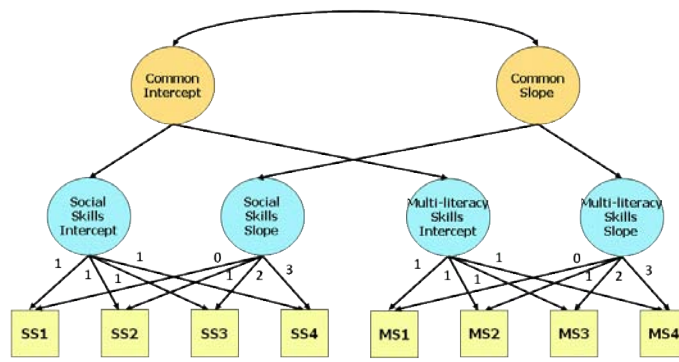 Common
Intercept
Common
Slope
Social
Skills
Intercept
Social
Skills
Slope
Multi-literacy
Skills
Intercept
Multi-literacy
Skills
Slope
1
1
1
1
0
1
2
3
1
1
1
1
0
1
2
3
SS1
SS2
SS3
SS4
MS1
MS2
MS3
MS4